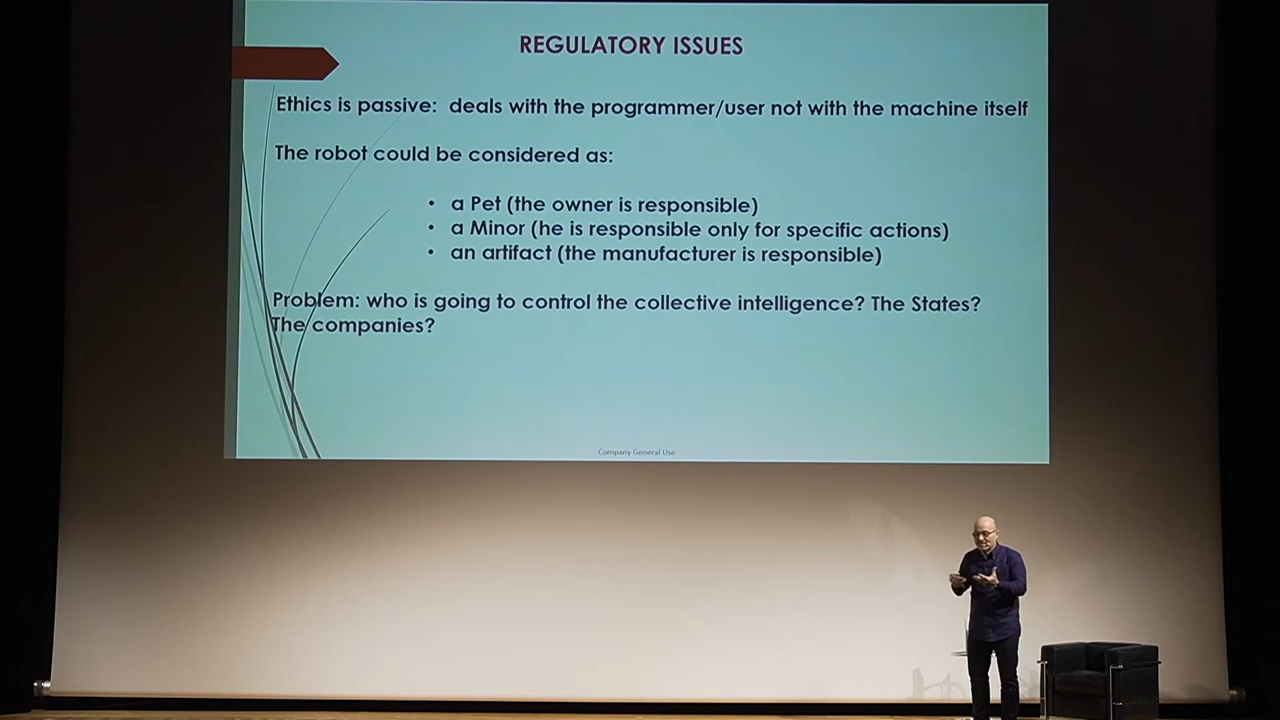 REGULATORY ISSUES
Ethics is passive: deals with the programmer/user not with the machine itself
The robot could be considered as:
• a Pet (the owner is responsible)
• a Minor (he is responsible only for specific actions)
• an artifact (the manufacturer is responsible)
Problem: who is going to control the collective intelligence? The States?
The companies?
Company General Use